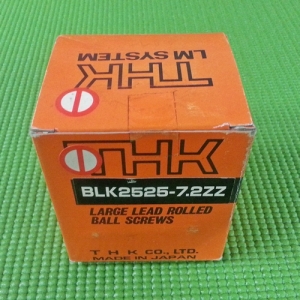 THK
LM SYSTEM
THK
BLK2525-7.2ZZ
LARGE LEAD ROLLED
BALL SCREWS
T H K CO., LTD.
MADE IN JAPAN